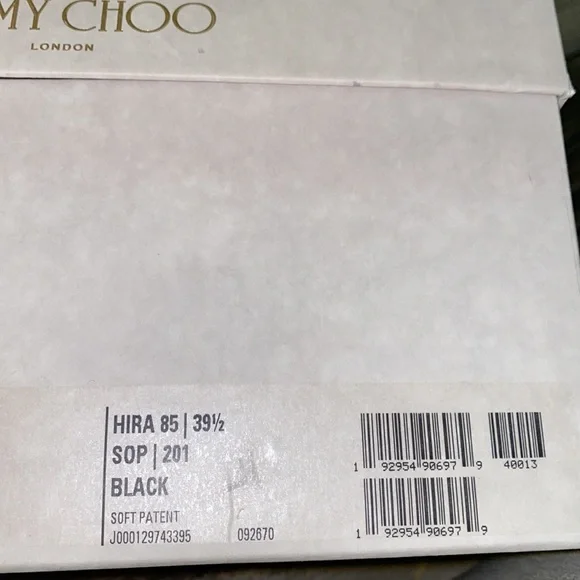 MY CHOO
LONDON
HIRA 85 | 39½
SOP | 201
BLACK
SOFT PATENT
J000129743395 092670
1 92954 90697 9 40013
1 92954 90697 9